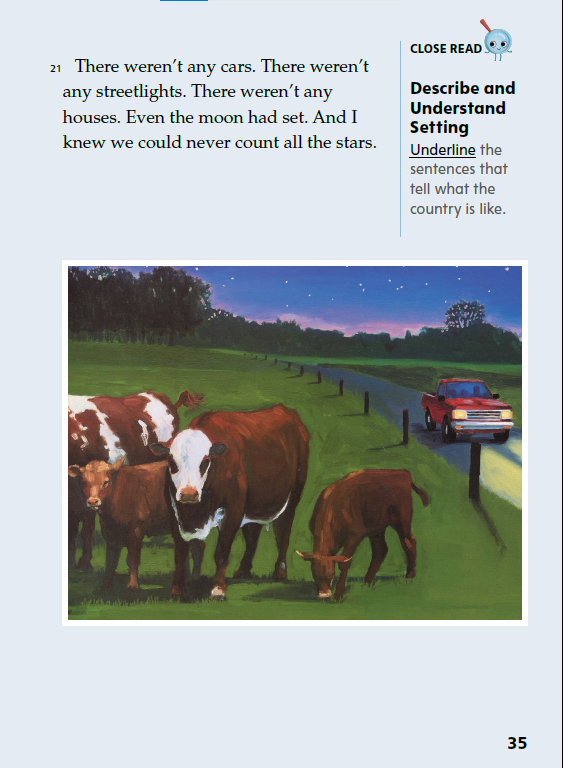 21 There weren’t any cars. There weren’t
any streetlights. There weren’t any
houses. Even the moon had set. And I
knew we could never count all the stars.
CLOSE READ
Describe and
Understand
Setting
Underline the
sentences that
tell what the
country is like.
35